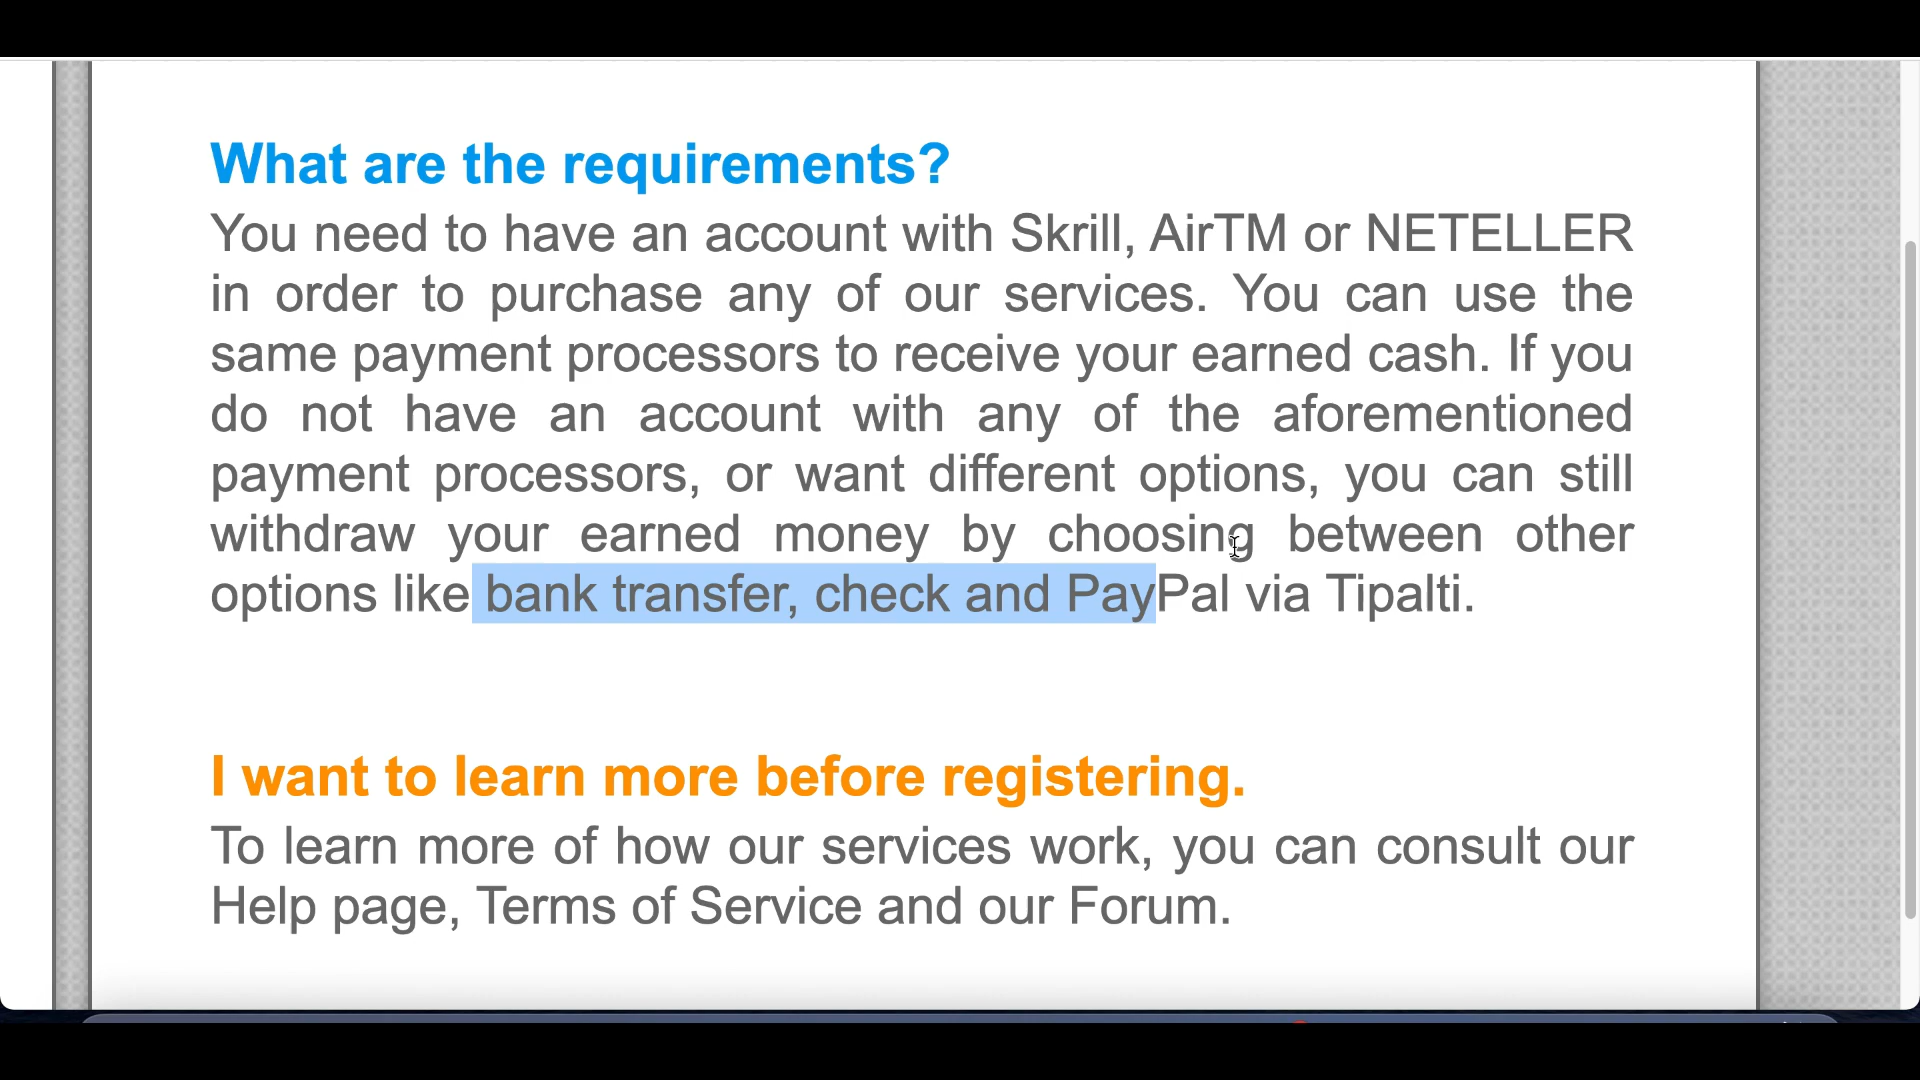 What are the requirements?
You need to have an account with Skrill, AirTM or NETELLER
in order to purchase any of our services. You can use the
same payment processors to receive your earned cash. If you
do not have an account with any of the aforementioned
payment processors, or want different options, you can still
withdraw your earned money by choosing between other
options like bank transfer, check and PayPal via Tipalti.
I want to learn more before registering.
To learn more of how our services work, you can consult our
Help page, Terms of Service and our Forum.